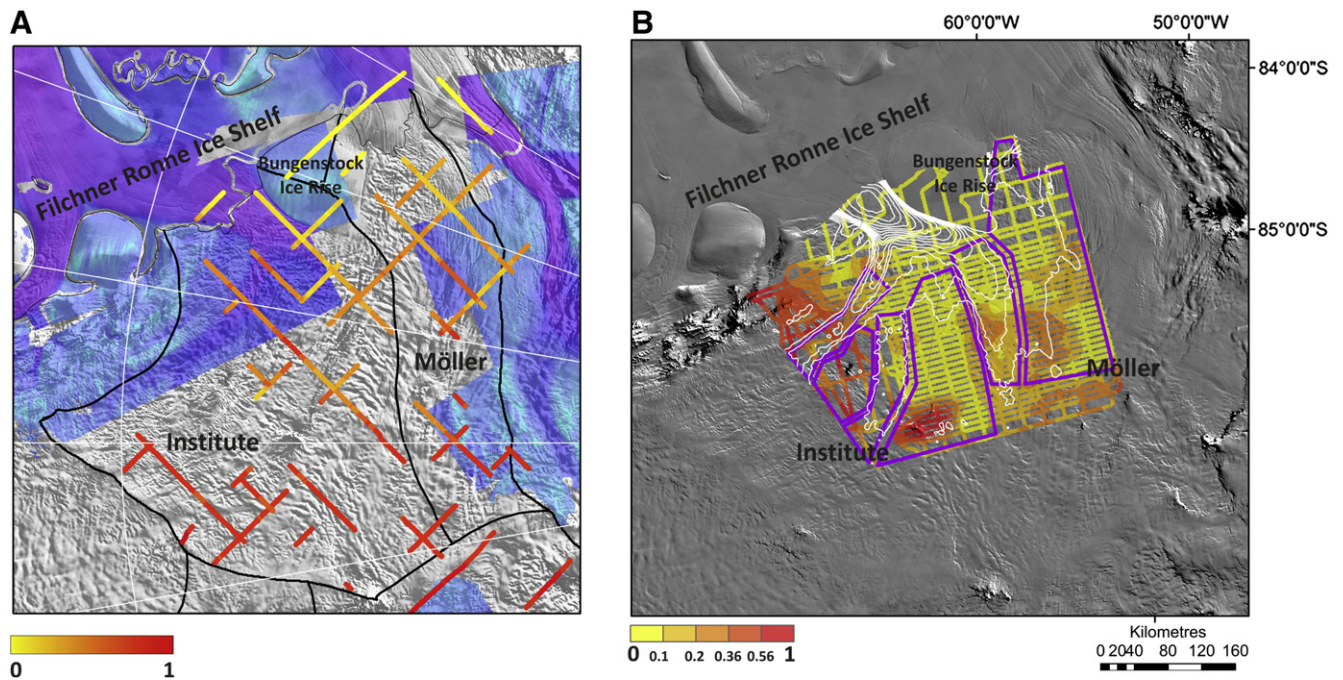 A
Filchner Ronne Ice Shelf
Bungenstock
Ice Rise
Möller
Institute
0 1
B
60°0'0"W 50°0'0"W
84°0'0"S
85°0'0"S
Filchner Ronne Ice Shelf
Bungenstock
Ice Rise
Möller
Institute
0 0.1 0.2 0.36 0.56 1
Kilometres
0 20 40 80 120 160